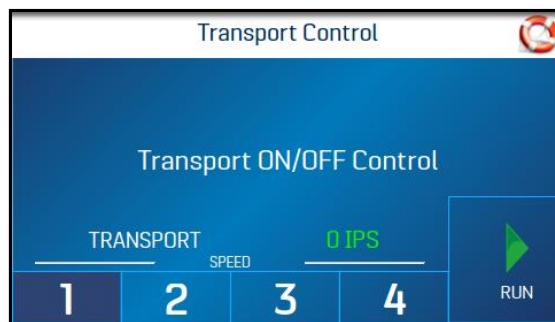 Transport Control
Transport ON/OFF Control
TRANSPORT 0 IPS
SPEED
1 2 3 4 RUN